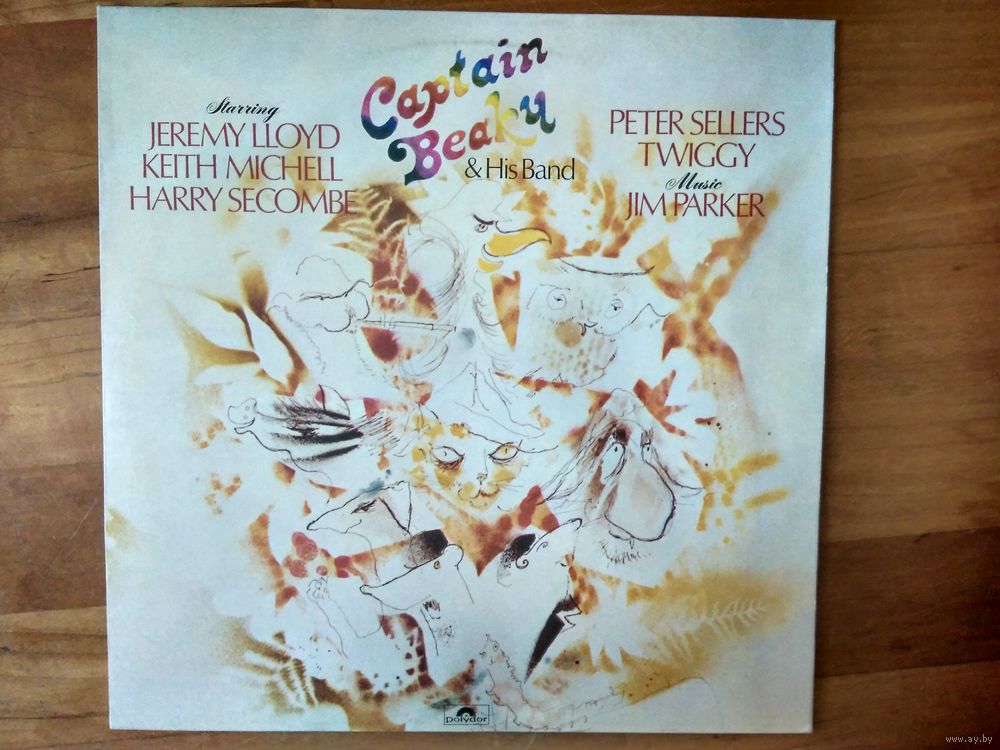 Captain
Beaky
& His Band
Starring
JEREMY LLOYD
KEITH MICHELL
HARRY SECOMBE
PETER SELLERS
TWIGGY
Music
JIM PARKER
polydor
www.ay.by